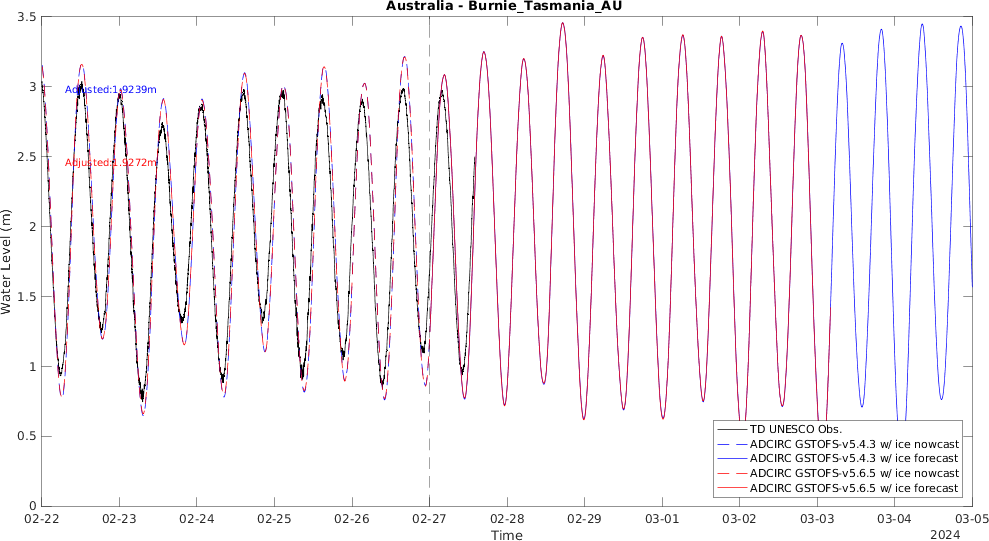 Australia - Burnie_Tasmania_AU
3.5
3
2.5
2
1.5
1
0.5
0
Water Level (m)
Adjusted:1.9239m
Adjusted:1.9272m
TD UNESCO Obs.
ADCIRC GSTOFS-v5.4.3 w/ ice nowcast
ADCIRC GSTOFS-v5.4.3 w/ ice forecast
ADCIRC GSTOFS-v5.6.5 w/ ice nowcast
ADCIRC GSTOFS-v5.6.5 w/ ice forecast
02-22 02-23 02-24 02-25 02-26 02-27 02-28 02-29 03-01 03-02 03-03 03-04 03-05
Time
2024